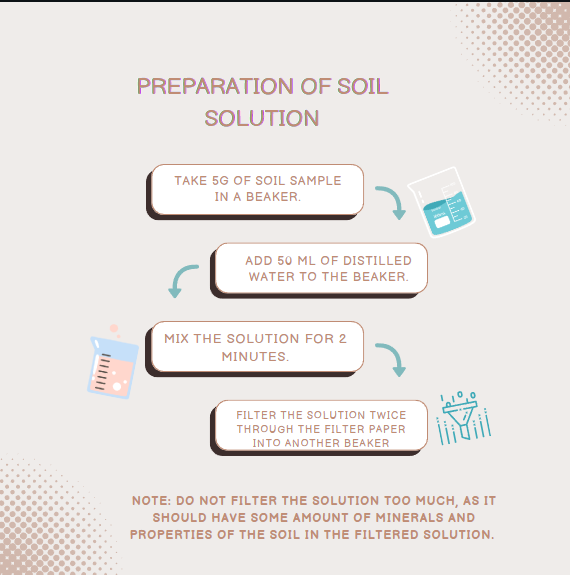 PREPARATION OF SOIL
SOLUTION
TAKE 5G OF SOIL SAMPLE
IN A BEAKER.
ADD 50 ML OF DISTILLED
WATER TO THE BEAKER.
MIX THE SOLUTION FOR 2
MINUTES.
FILTER THE SOLUTION TWICE
THROUGH THE FILTER PAPER
INTO ANOTHER BEAKER
NOTE: DO NOT FILTER THE SOLUTION TOO MUCH, AS IT
SHOULD HAVE SOME AMOUNT OF MINERALS AND
PROPERTIES OF THE SOIL IN THE FILTERED SOLUTION.